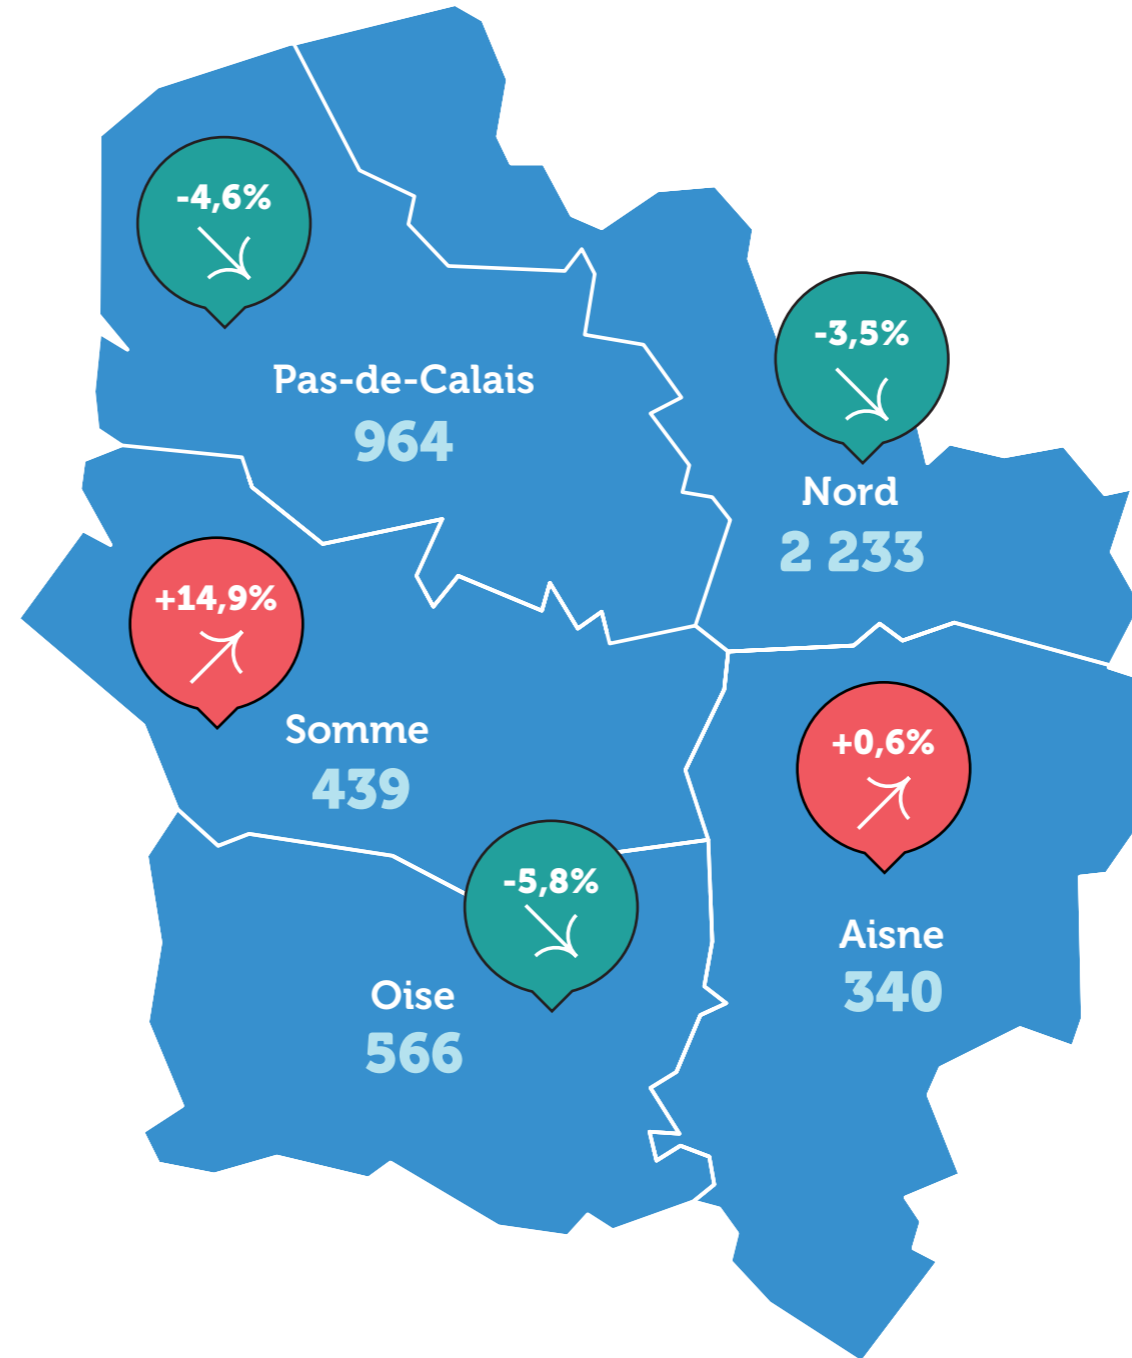 -4,6%
Pas-de-Calais
964
-3,5%
Nord
2 233
+14,9%
Somme
439
+0,6%
Aisne
340
-5,8%
Oise
566